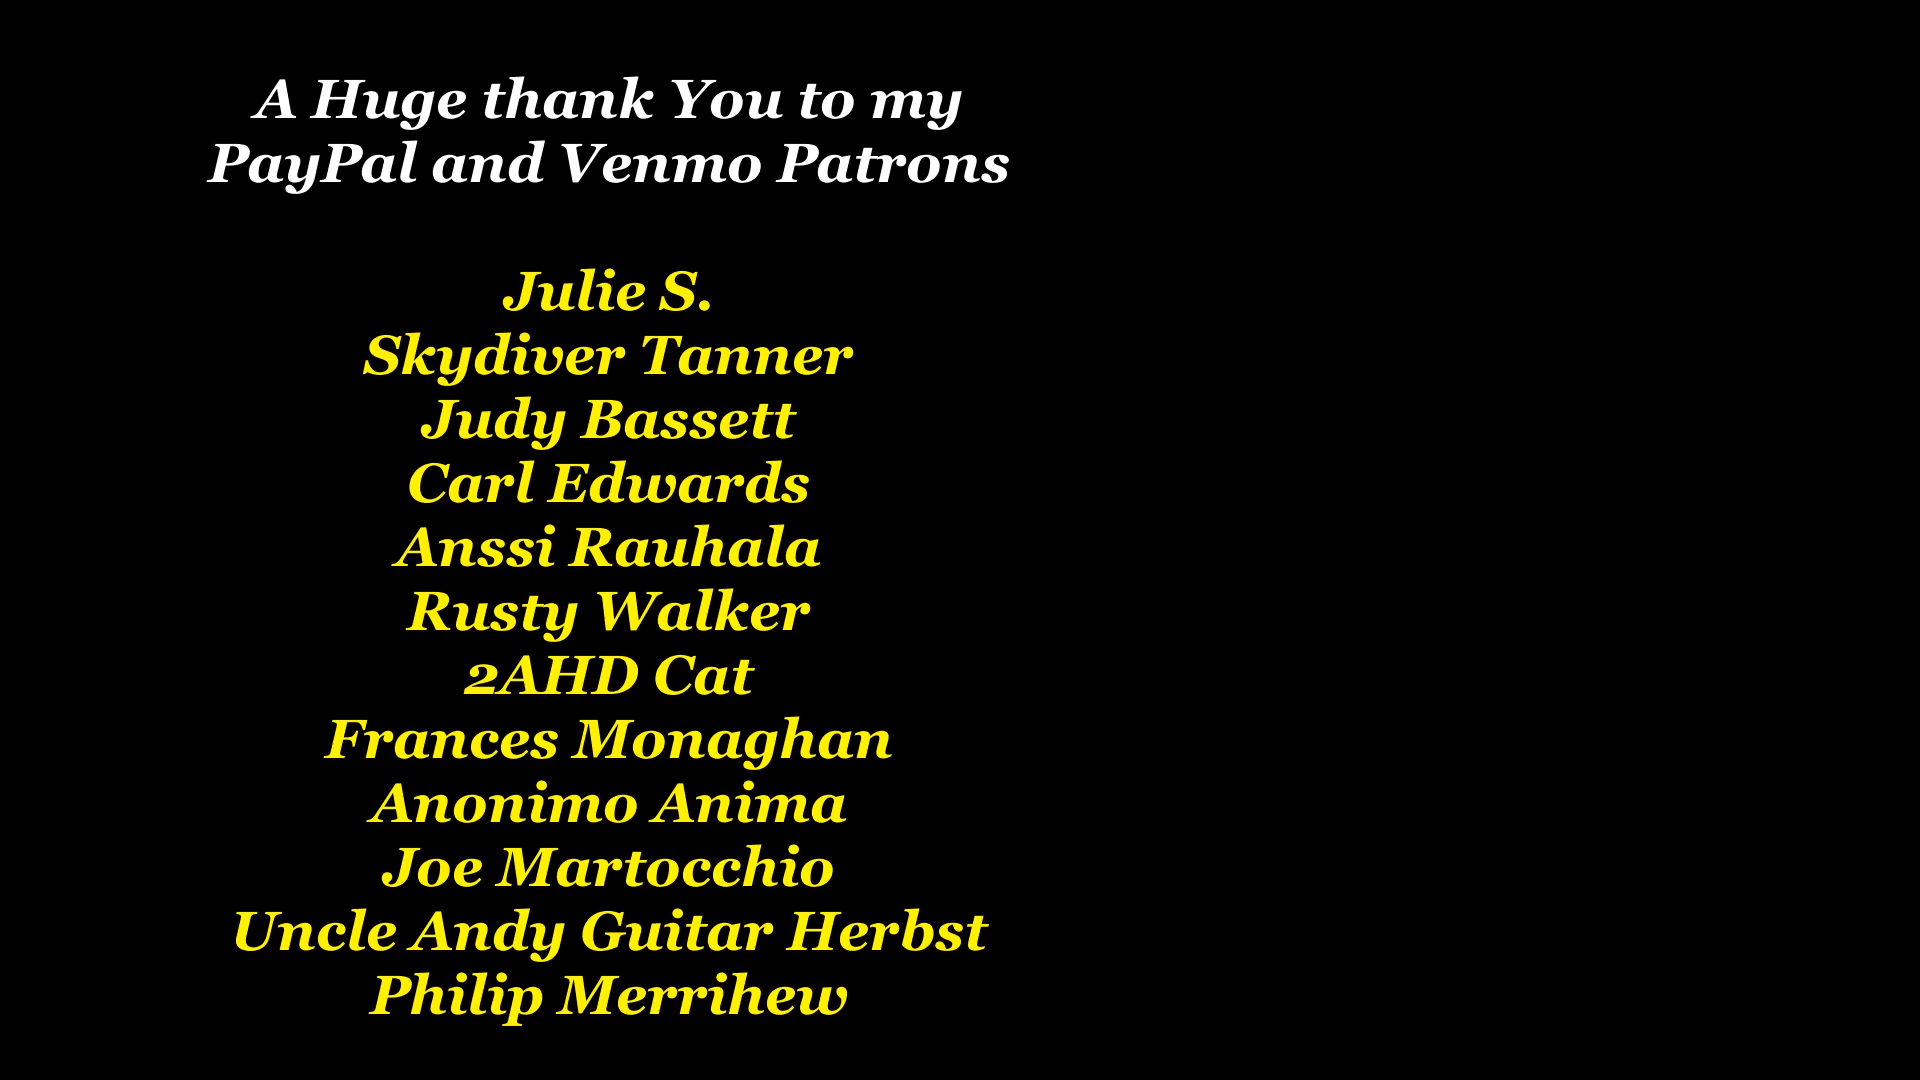 A Huge thank You to my
PayPal and Venmo Patrons
Julie S.
Skydiver Tanner
Judy Bassett
Carl Edwards
Anssi Rauhala
Rusty Walker
2AHD Cat
Frances Monaghan
Anonimo Anima
Joe Martocchio
Uncle Andy Guitar Herbst
Philip Merrihew